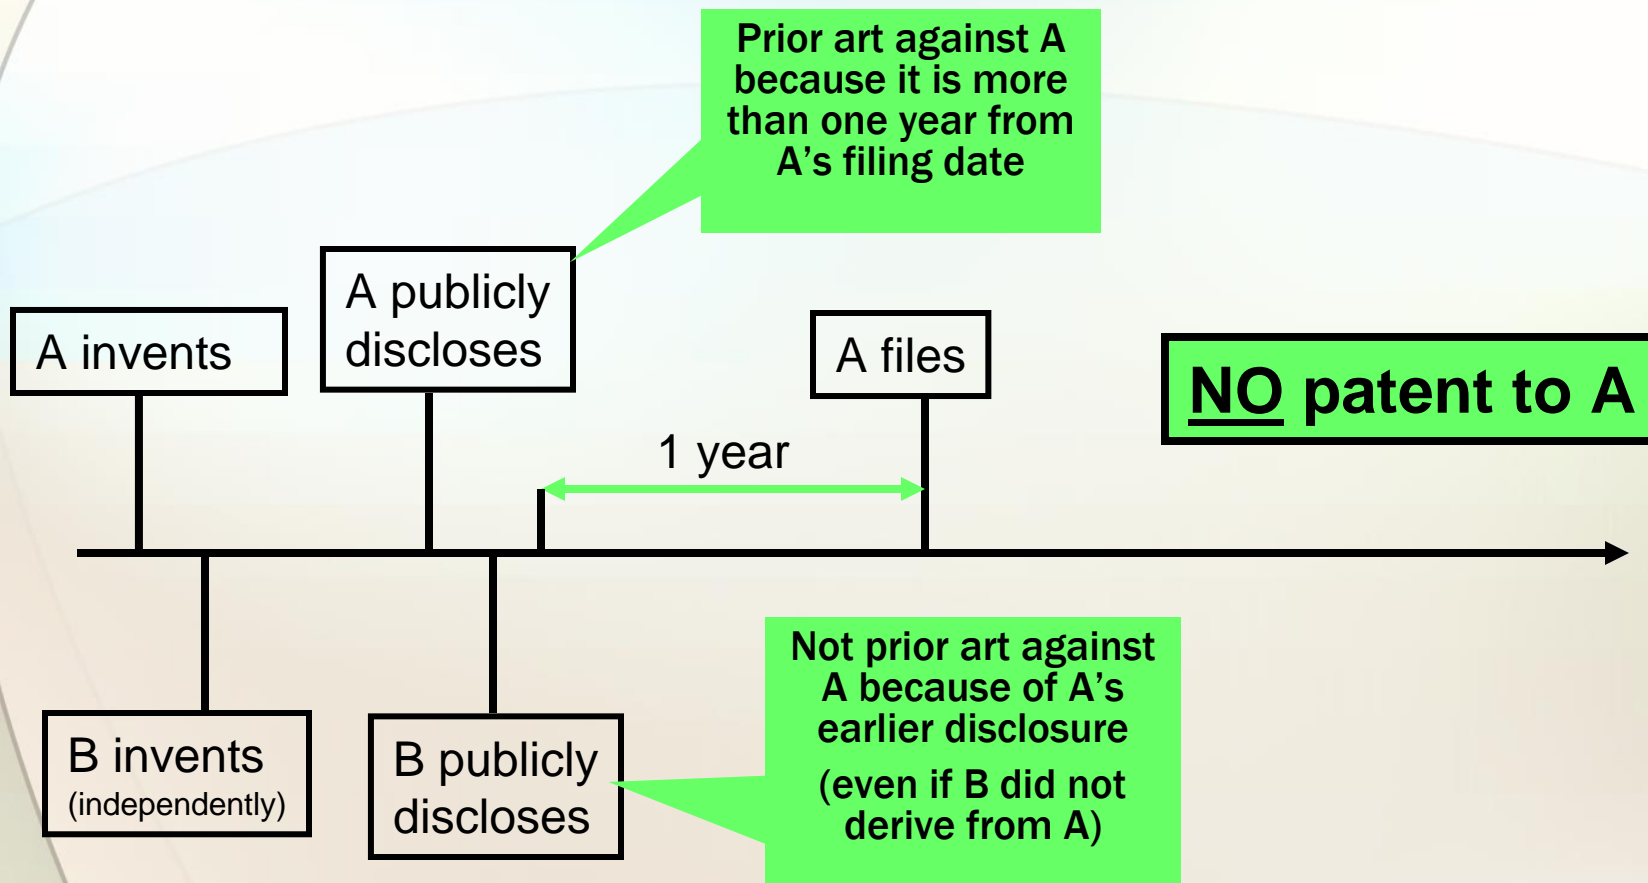 Prior art against A
because it is more
than one year from
A’s filing date
A publicly
discloses
A invents
A files
NO patent to A
1 year
B invents
(independently)
B publicly
discloses
Not prior art against
A because of A’s
earlier disclosure
(even if B did not
derive from A)